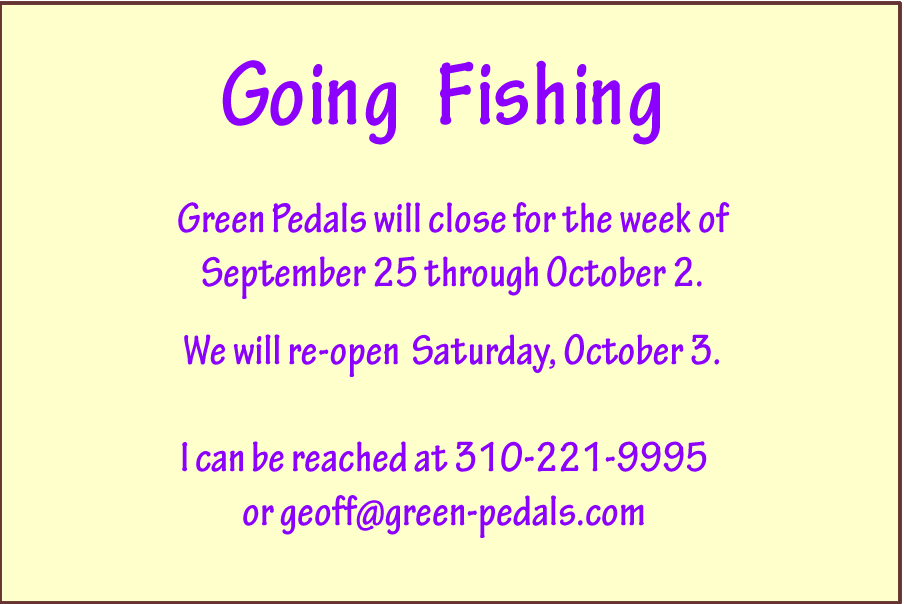 Going Fishing
Green Pedals will close for the week of
September 25 through October 2.
We will re-open Saturday, October 3.
I can be reached at 310-221-9995
or geoff@green-pedals.com